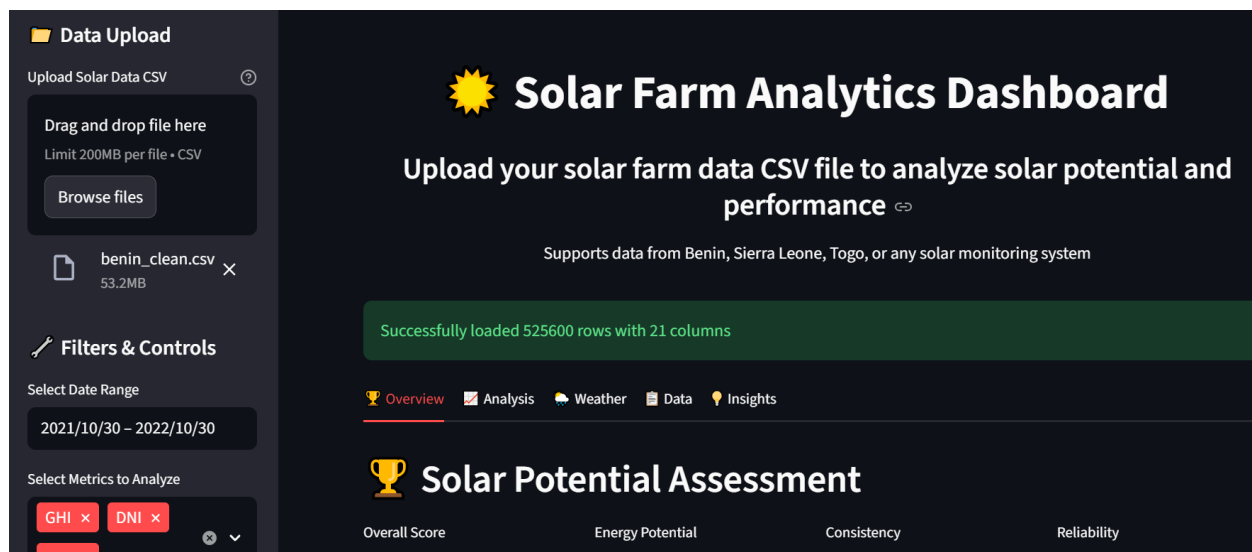 Data Upload
Upload Solar Data CSV
Drag and drop file here
Limit 200MB per file • CSV
Browse files
benin_clean.csv
53.2MB
Filters & Controls
Select Date Range
2021/10/30 – 2022/10/30
Select Metrics to Analyze
GHI × DNI ×
Solar Farm Analytics Dashboard
Upload your solar farm data CSV file to analyze solar potential and
performance
Supports data from Benin, Sierra Leone, Togo, or any solar monitoring system
Successfully loaded 525600 rows with 21 columns
Overview Analysis Weather Data Insights
Solar Potential Assessment
Overall Score Energy Potential Consistency Reliability